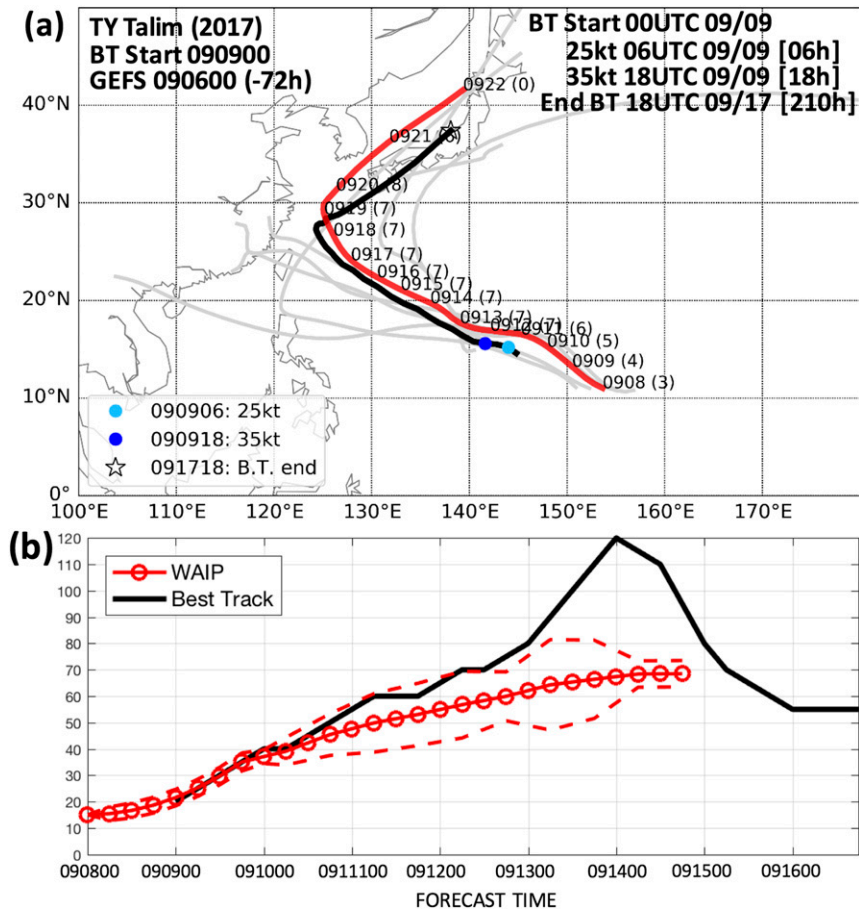 (a)
TY Talim (2017)
BT Start 090900
GEFS 090600 (-72h)
BT Start 00UTC 09/09
25kt 06UTC 09/09 [06h]
35kt 18UTC 09/09 [18h]
End BT 18UTC 09/17 [210h]
40°N
30°N
20°N
10°N
0°
0922 (0)
0921 (6)
0920 (8)
0919 (7)
0918 (7)
0917 (7)
0916 (7)
0915 (7)
0914 (7)
0913 (7)
0912 (7)
0911 (6)
0910 (5)
0909 (4)
0908 (3)
090906: 25kt
090918: 35kt
091718: B.T. end
100°E 110°E 120°E 130°E 140°E 150°E 160°E 170°E
(b)
WAIP
Best Track
120
110
100
90
80
70
60
50
40
30
20
10
0
090800 090900 091000 0911100 091200 091300 091400 091500 091600
FORECAST TIME